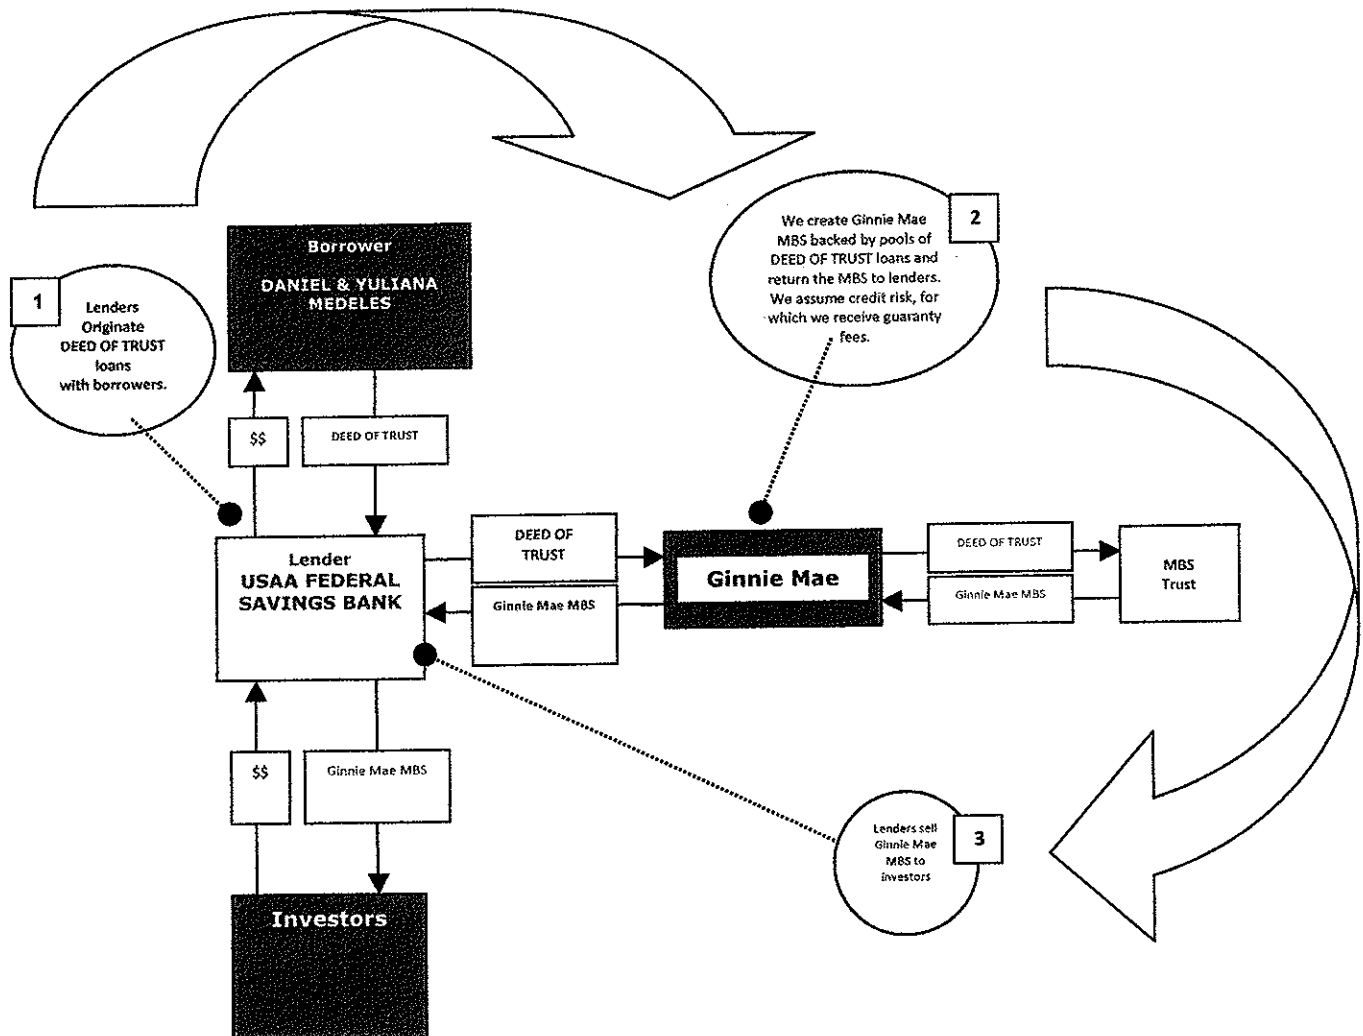 Borrower
DANIEL & YULIANA
MEDELES
1
Lenders
Originate
DEED OF TRUST
loans
with borrowers.
2
We create Ginnie Mae
MBS backed by pools of
DEED OF TRUST loans and
return the MBS to lenders.
We assume credit risk, for
which we receive guaranty
fees.
$$
DEED OF TRUST
Lender
USAA FEDERAL
SAVINGS BANK
DEED OF
TRUST
Ginnie Mae MBS
Ginnie Mae
DEED OF TRUST
Ginnie Mae MBS
MBS
Trust
$$
Ginnie Mae MBS
3
Lenders sell
Ginnie Mae
MBS to
investors
Investors